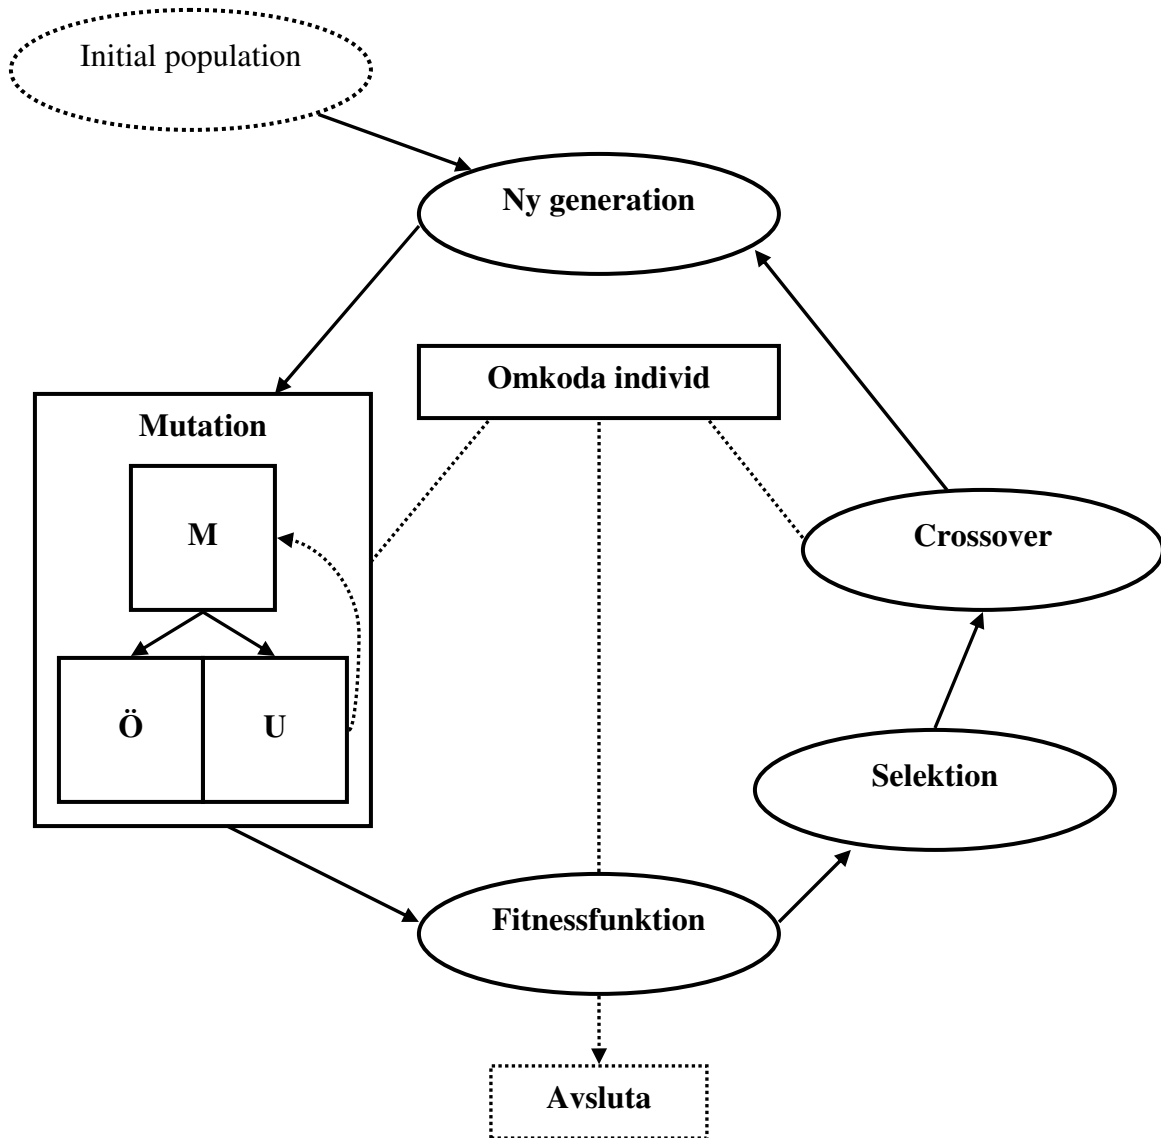 Initial population
Ny generation
Omkoda individ
Mutation
M
Ö
U
Crossover
Selektion
Fitnessfunktion
Avsluta